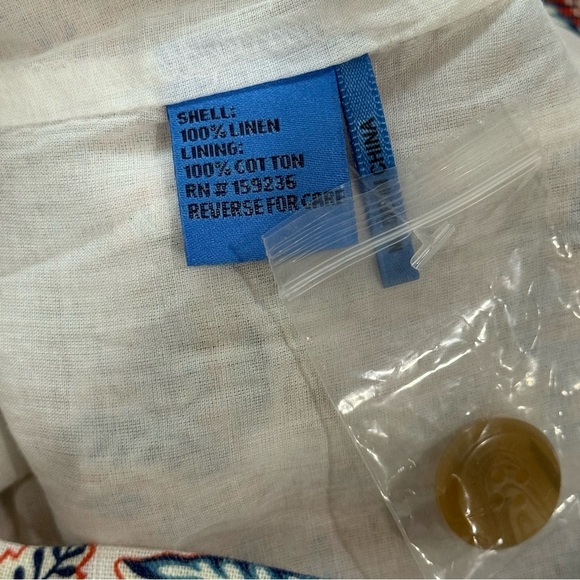 SHELL:
100% LINEN
LINING:
100% COTTON
RN # 159236
REVERSE FOR CARE
CHINA